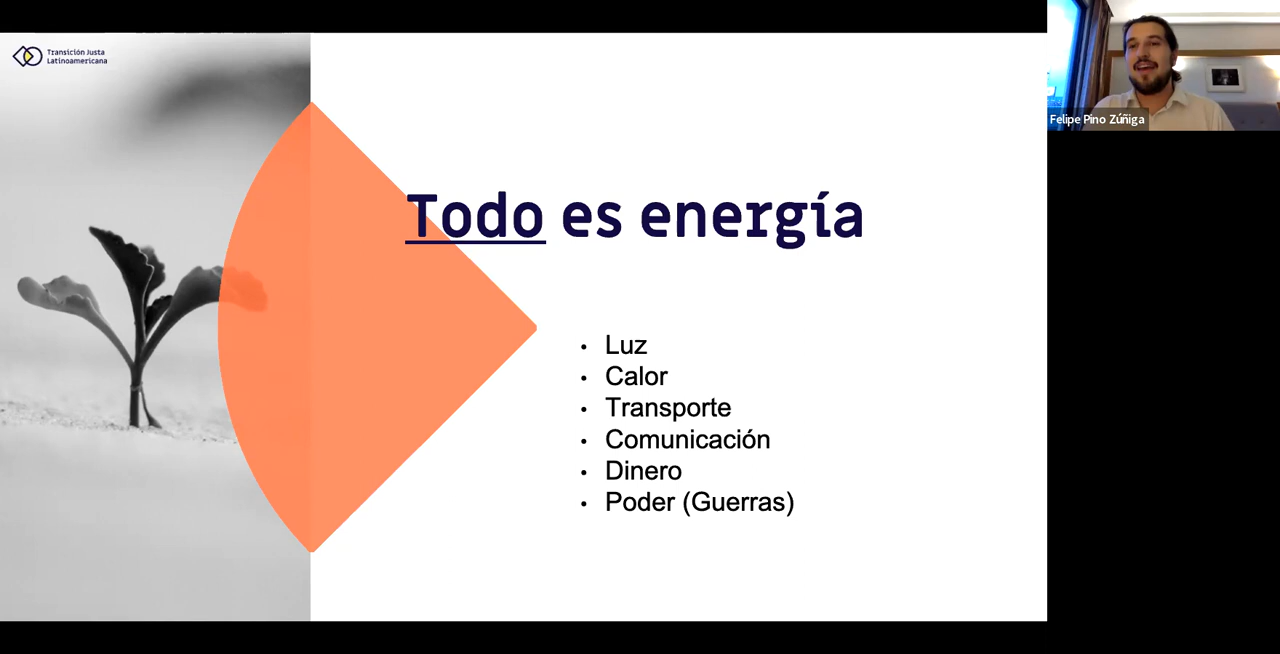 Transición Justa
Latinoamericana
Felipe Pino Zúñiga
Todo es energía
• Luz
• Calor
• Transporte
• Comunicación
• Dinero
• Poder (Guerras)